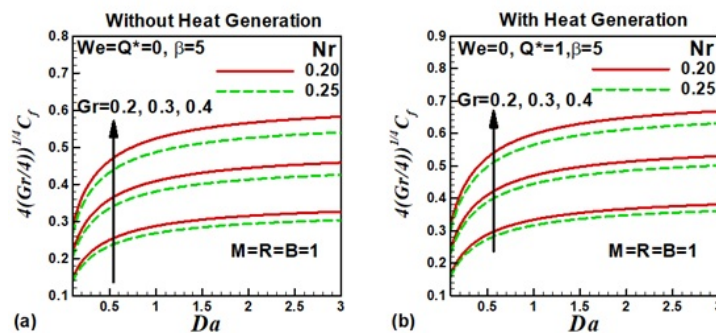 Without Heat Generation
0.8
0.7
0.6
0.5
0.4
0.3
0.2
0.1
We=Q*=0, β=5
Nr
0.20
0.25
Gr=0.2, 0.3, 0.4
M=R=B=1
4(Gr/4))^1/4 C_f
0.5
1
1.5
2
2.5
3
Da
(a)
With Heat Generation
0.9
0.8
0.7
0.6
0.5
0.4
0.3
0.2
0.1
We=0, Q*=1,β=5
Nr
0.20
0.25
Gr=0.2, 0.3, 0.4
M=R=B=1
4(Gr/4))^1/4 C_f
0.5
1
1.5
2
2.5
3
Da
(b)